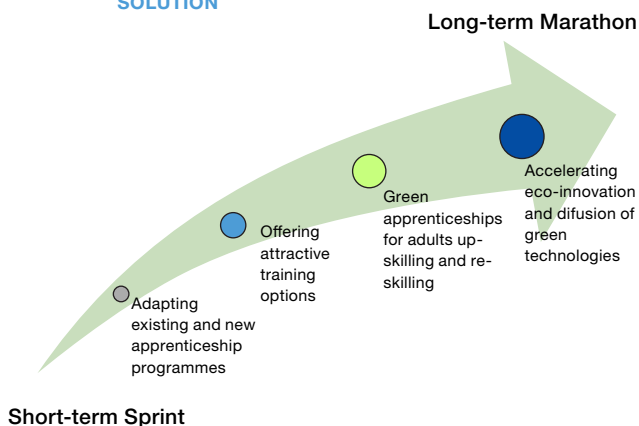 SOLUTION
Long-term Marathon
Accelerating
eco-innovation
and difusion of
green
technologies
Green
apprenticeships
for adults up-
skilling and re-
skilling
Offering
attractive
training
options
Adapting
existing and new
apprenticeship
programmes
Short-term Sprint